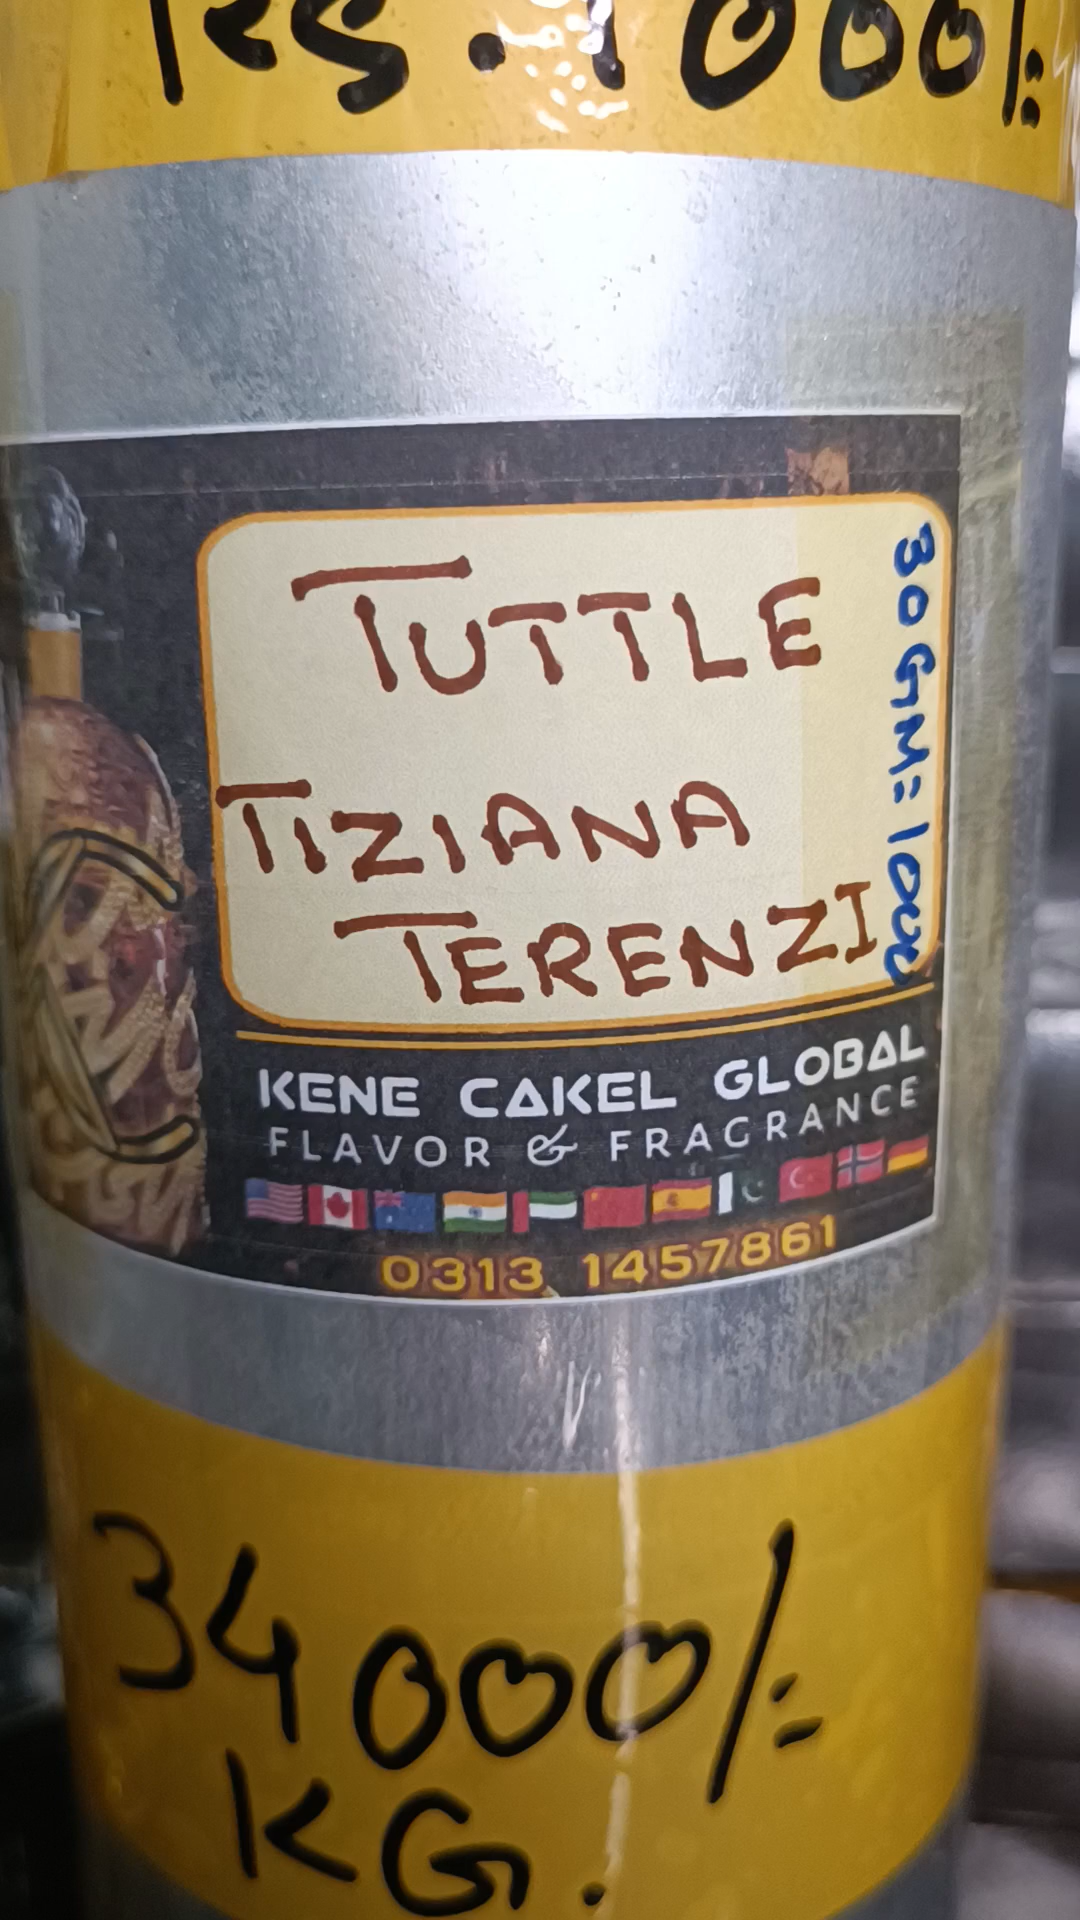 Rs. 1000/=
TUTTLE
TIZIANA
TERENZI
30 GM = 1000
KENE CAKEL GLOBAL
FLAVOR & FRAGRANCE
0313 1457861
34000/=
KG.